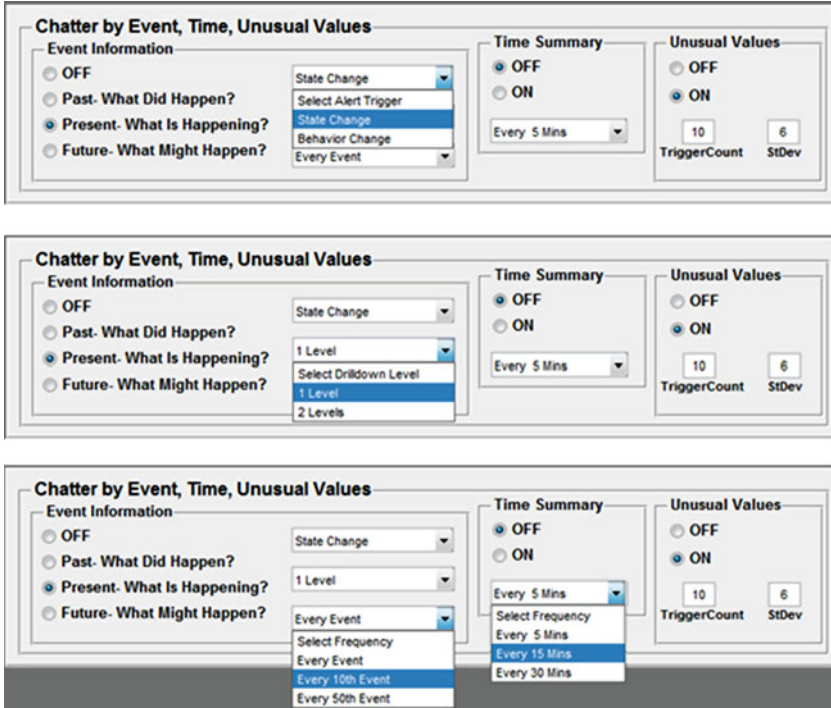 Chatter by Event, Time, Unusual Values
Event Information
OFF
Past- What Did Happen?
Present- What Is Happening?
Future- What Might Happen?
State Change
Select Alert Trigger
State Change
Behavior Change
Every Event
Time Summary
OFF
ON
Every 5 Mins
Unusual Values
OFF
ON
10 6
TriggerCount StDev
Chatter by Event, Time, Unusual Values
Event Information
OFF
Past- What Did Happen?
Present- What Is Happening?
Future- What Might Happen?
State Change
1 Level
Select Drilldown Level
1 Level
2 Levels
Time Summary
OFF
ON
Every 5 Mins
Unusual Values
OFF
ON
10 6
TriggerCount StDev
Chatter by Event, Time, Unusual Values
Event Information
OFF
Past- What Did Happen?
Present- What Is Happening?
Future- What Might Happen?
State Change
1 Level
Every Event
Select Frequency
Every Event
Every 10th Event
Every 50th Event
Time Summary
OFF
ON
Every 5 Mins
Select Frequency
Every 5 Mins
Every 15 Mins
Every 30 Mins
Unusual Values
OFF
ON
10 6
TriggerCount StDev